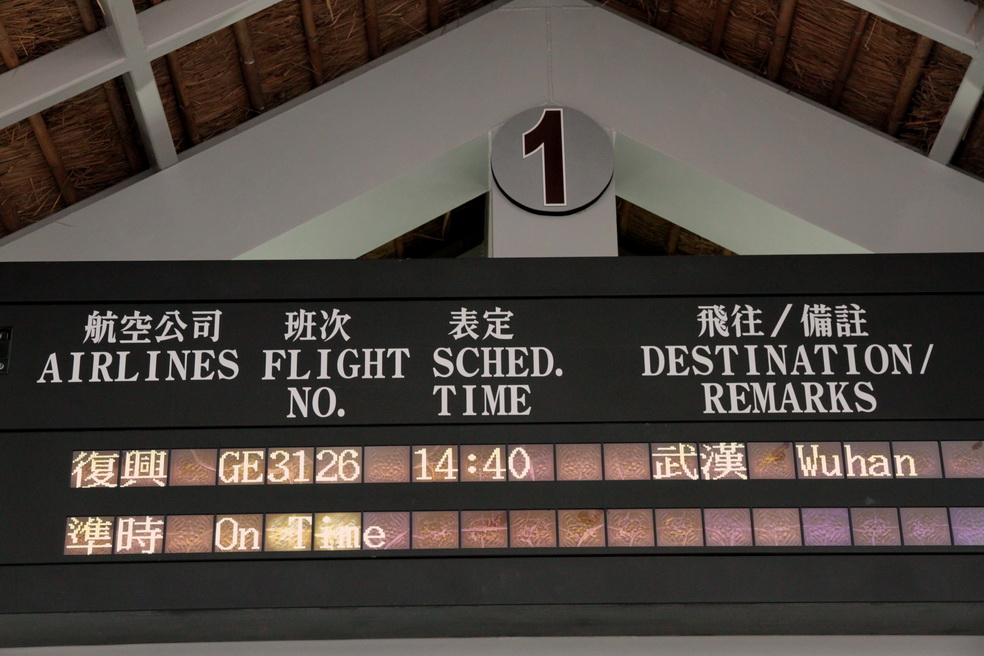 1
航空公司 班次 表定 飛往/備註
AIRLINES FLIGHT SCHED. DESTINATION/
NO. TIME REMARKS
復興 GE3126 14:40 武漢 Wuhan
準時 On Time